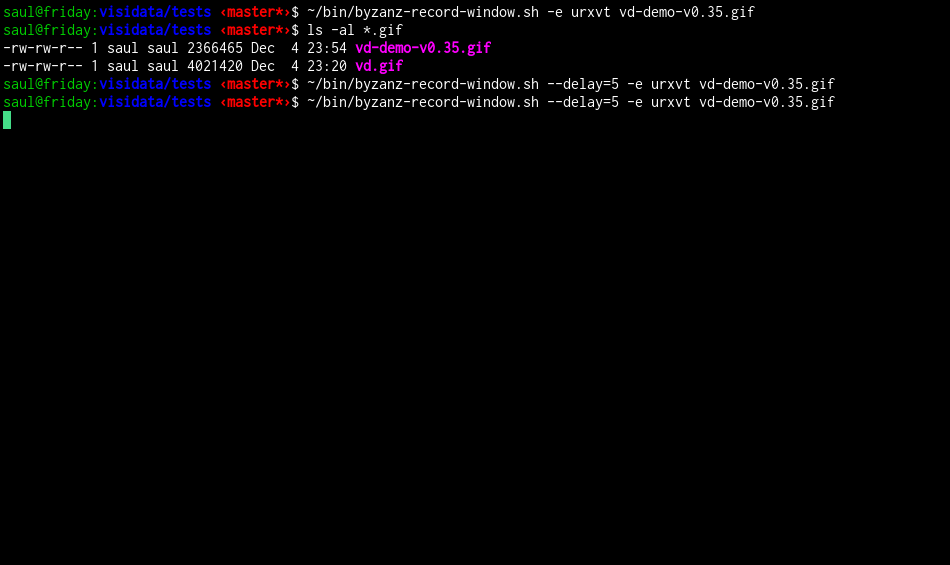 saul@friday:visidata/tests ‹master*›$ ~/bin/byzanz-record-window.sh -e urxvt vd-demo-v0.35.gif
saul@friday:visidata/tests ‹master*›$ ls -al *.gif
-rw-rw-r-- 1 saul saul 2366465 Dec  4 23:54 vd-demo-v0.35.gif
-rw-rw-r-- 1 saul saul 4021420 Dec  4 23:20 vd.gif
saul@friday:visidata/tests ‹master*›$ ~/bin/byzanz-record-window.sh --delay=5 -e urxvt vd-demo-v0.35.gif
saul@friday:visidata/tests ‹master*›$ ~/bin/byzanz-record-window.sh --delay=5 -e urxvt vd-demo-v0.35.gif